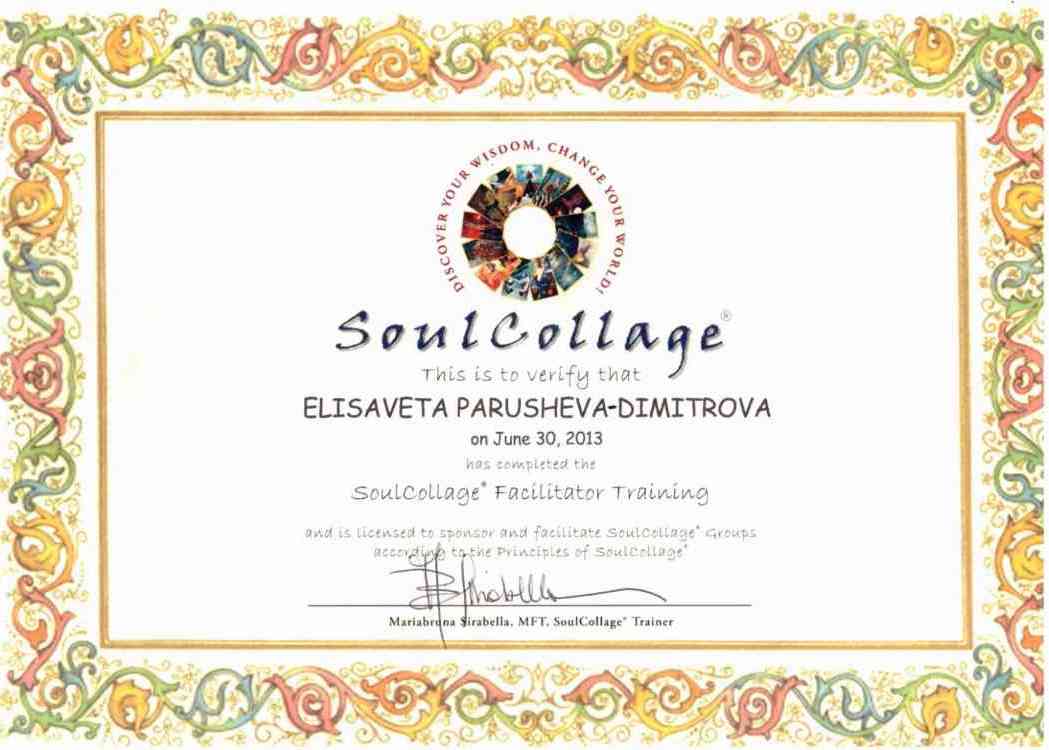 DISCOVER YOUR WISDOM, CHANGE YOUR WORLD!
SoulCollage®
This is to verify that
ELISAVETA PARUSHEVA-DIMITROVA
on June 30, 2013
has completed the
SoulCollage® Facilitator Training
and is licensed to sponsor and facilitate SoulCollage® Groups
according to the Principles of SoulCollage®
Mariabruna Sirabella, MFT, SoulCollage® Trainer